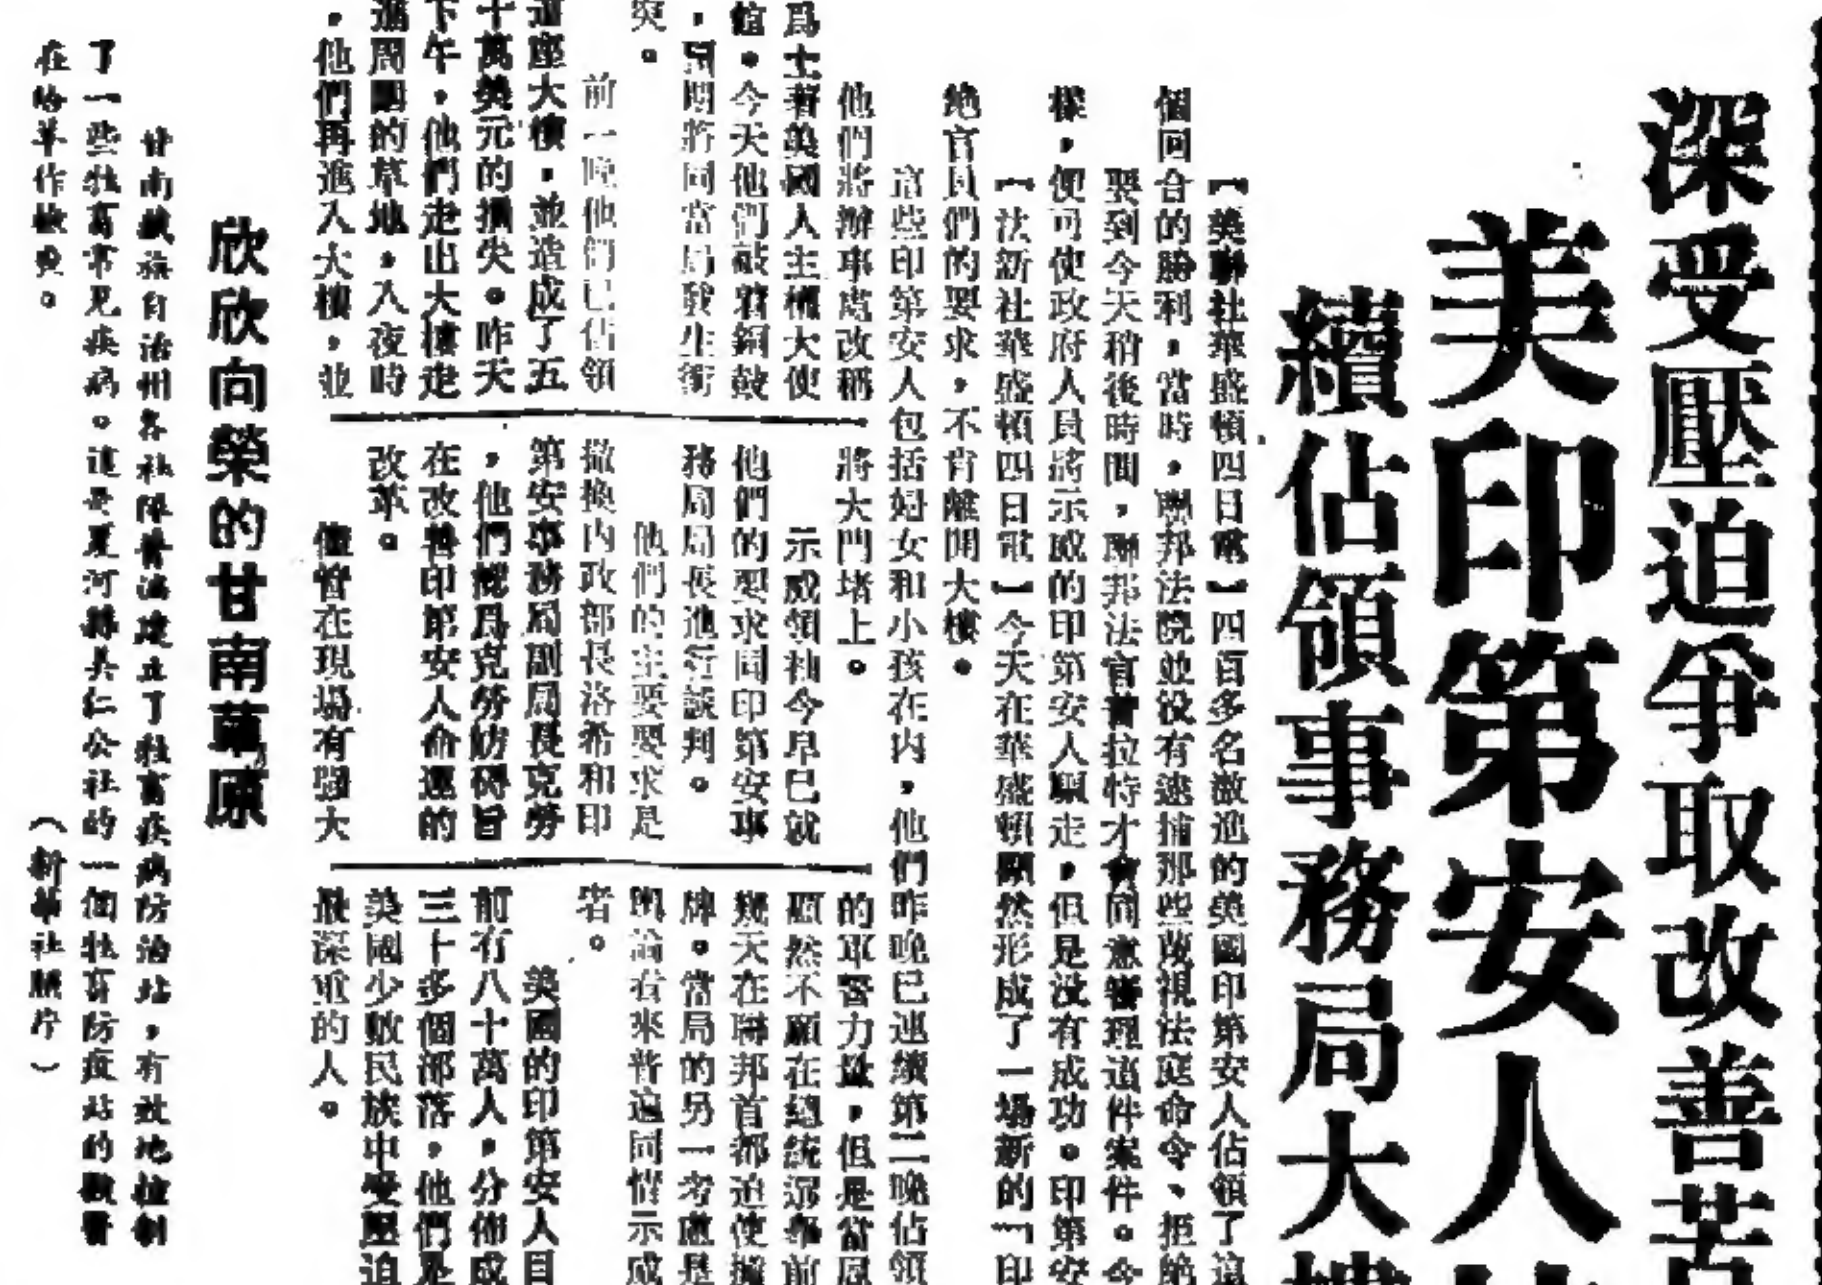 深受壓迫爭取改善苦
美印第安人
續佔領事務局大樓
【美聯社華盛頓四日電】四百多名激進的美國印第安人佔領了這
個回合的勝利,當時,聯邦法院並没有逮捕那些蔑視法庭命令、拒絶
要到今天稍後時間,聯邦法官普拉特才會同意審理這件案件。今
樣,便可使政府人員將示威的印第安人驅走,但是没有成功。印第安
【法新社華盛頓四日電】今天在華盛頓顯然形成了一場新的「印
絶官員們的要求,不肯離開大樓。
這些印第安人包括婦女和小孩在内,他們昨晚已連續第二晚佔領
他們將辦事處改稱
爲土著美國人主權大使
館。今天他們敲着銅鼓
,預期將同當局發生衝
突。
前一晚他們已佔領
這座大樓,並造成了五
十萬美元的損失。昨天
下午,他們走出大樓走
進周圍的草地,入夜時
,他們再進入大樓,並
將大門堵上。
示威領袖今早已就
他們的要求同印第安事
務局局長進行談判。
他們的主要要求是
撤換内政部長洛希和印
第安事務局副局長克勞
,他們認爲克勞妨碍旨
在改善印第安人命運的
改革。
儘管在現場有強大
的軍警力量,但是當局
顯然不願在總統選舉前
幾天在聯邦首都迫使攤
牌。當局的另一考慮是
輿論看來普遍同情示威
者。
美國的印第安人目
前有八十萬人,分佈成
三十多個部落,他們是
美國少數民族中受壓迫
最深重的人。
欣欣向榮的甘南草原
甘南藏族自治州各社隊普遍建立了牲畜疾病防治站,有效地控制
了一些牲畜常見疾病。這是夏河縣共仁公社的一個牲畜防疫站的獸醫
在給羊作檢疫。
(新華社照片)